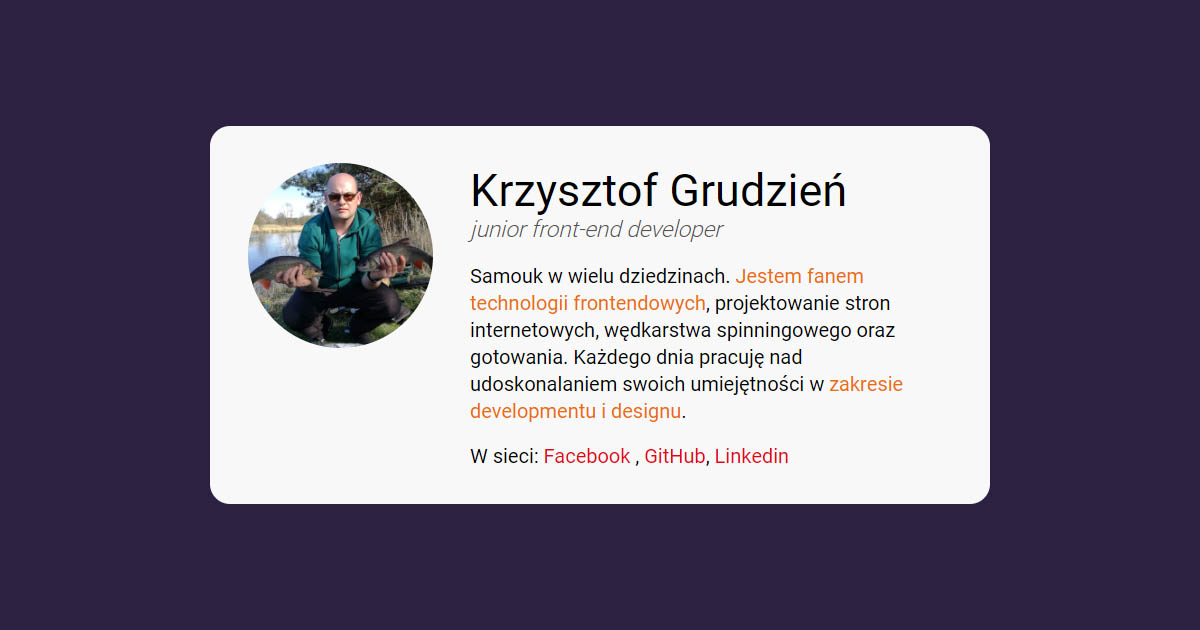 Krzysztof Grudzień
junior front-end developer
Samouk w wielu dziedzinach. Jestem fanem
technologii frontendowych, projektowanie stron
internetowych, wędkarstwa spinningowego oraz
gotowania. Każdego dnia pracuję nad
udoskonalaniem swoich umiejętności w zakresie
developmentu i designu.
W sieci: Facebook , GitHub, Linkedin